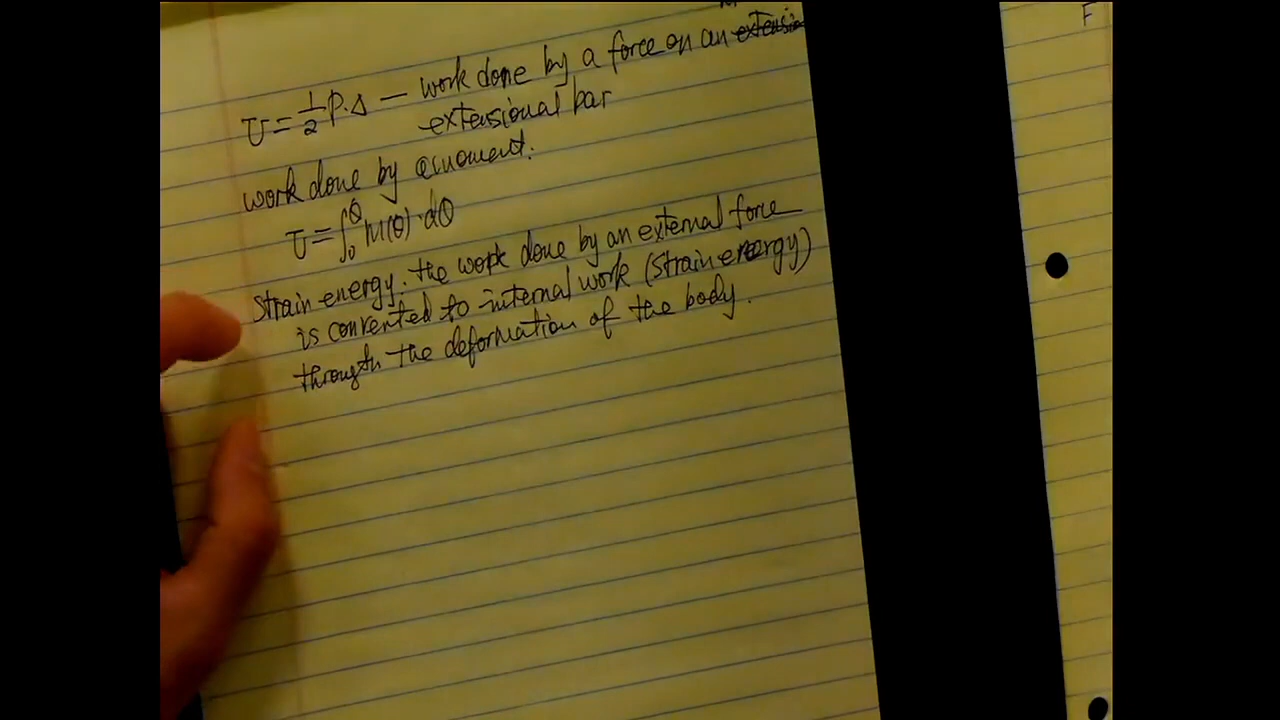 U = 1/2 P.Δ — work done by a force on an
extensional bar
work done by a moment.
U = ∫₀^θ M(θ)·dθ
Strain energy. the work done by an external force
is converted to internal work (strain energy)
through the deformation of the body.
F